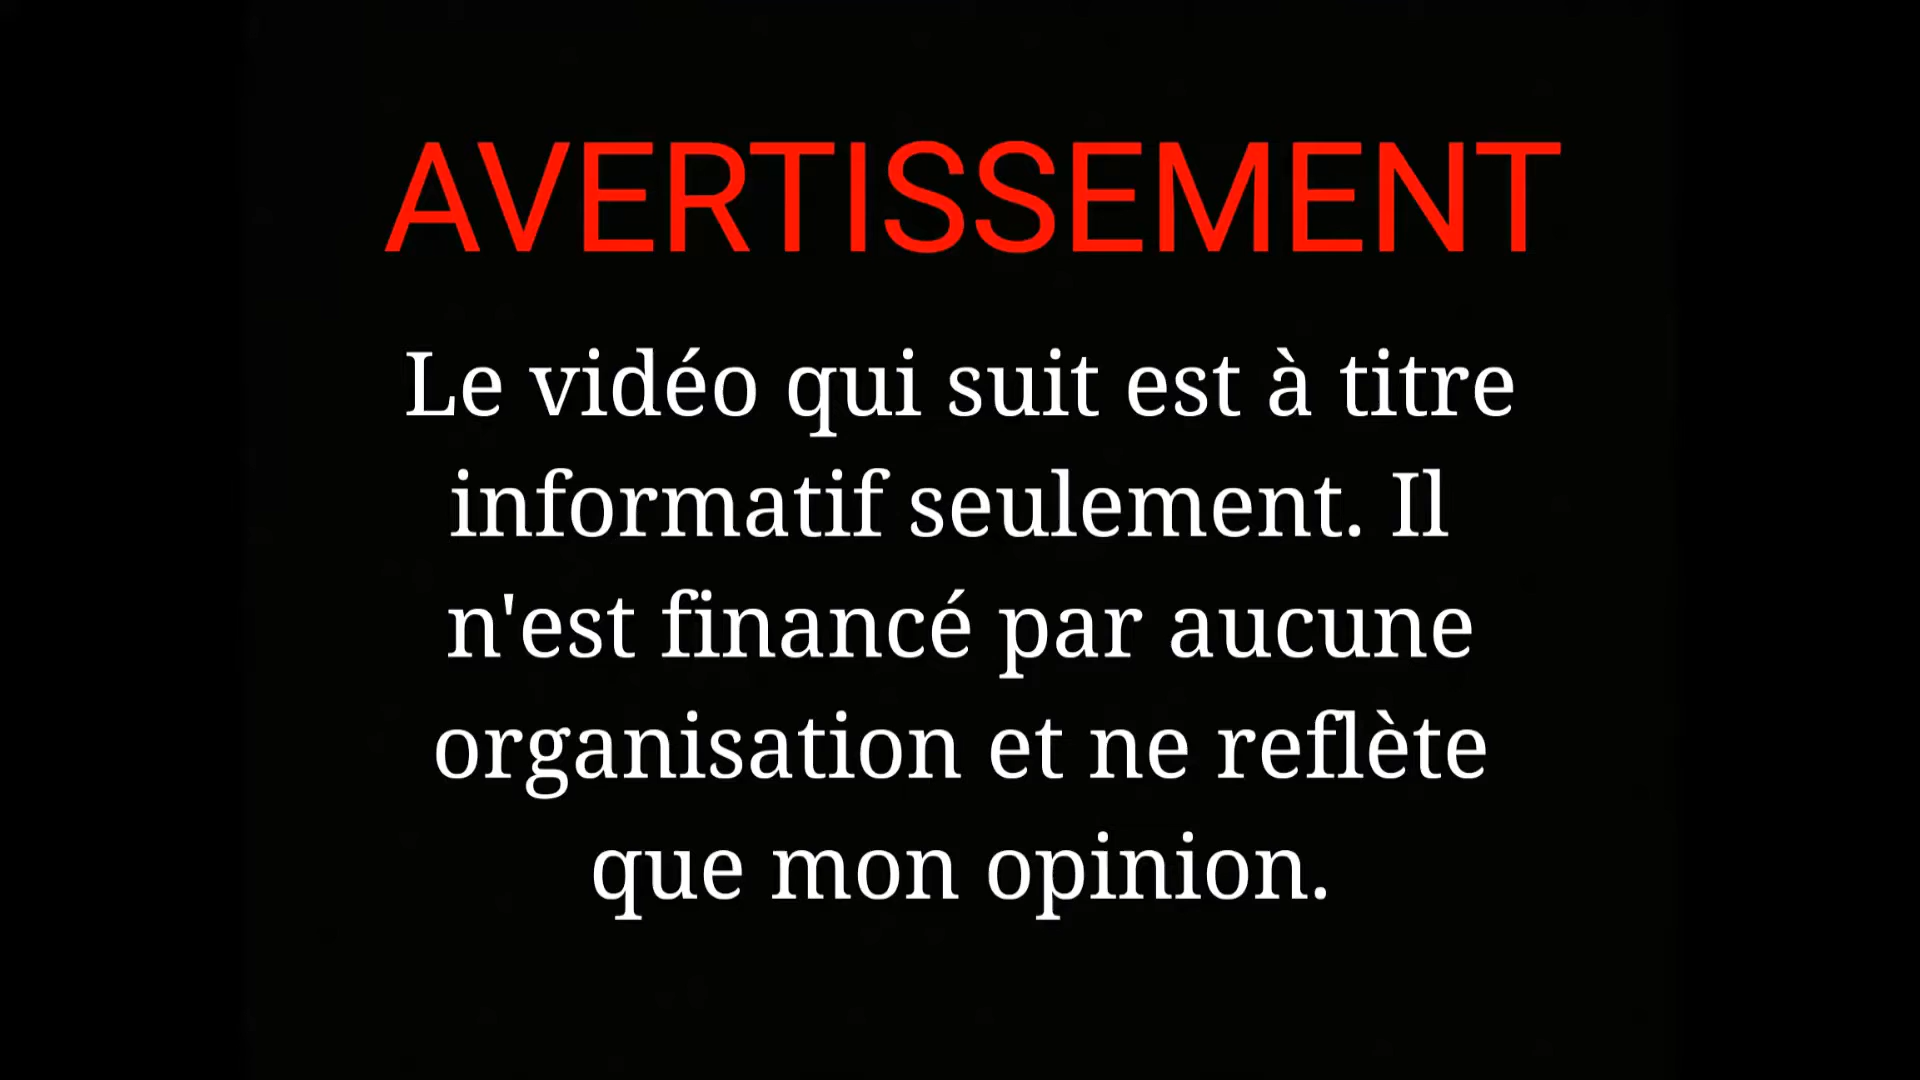 AVERTISSEMENT
Le vidéo qui suit est à titre
informatif seulement. Il
n'est financé par aucune
organisation et ne reflète
que mon opinion.